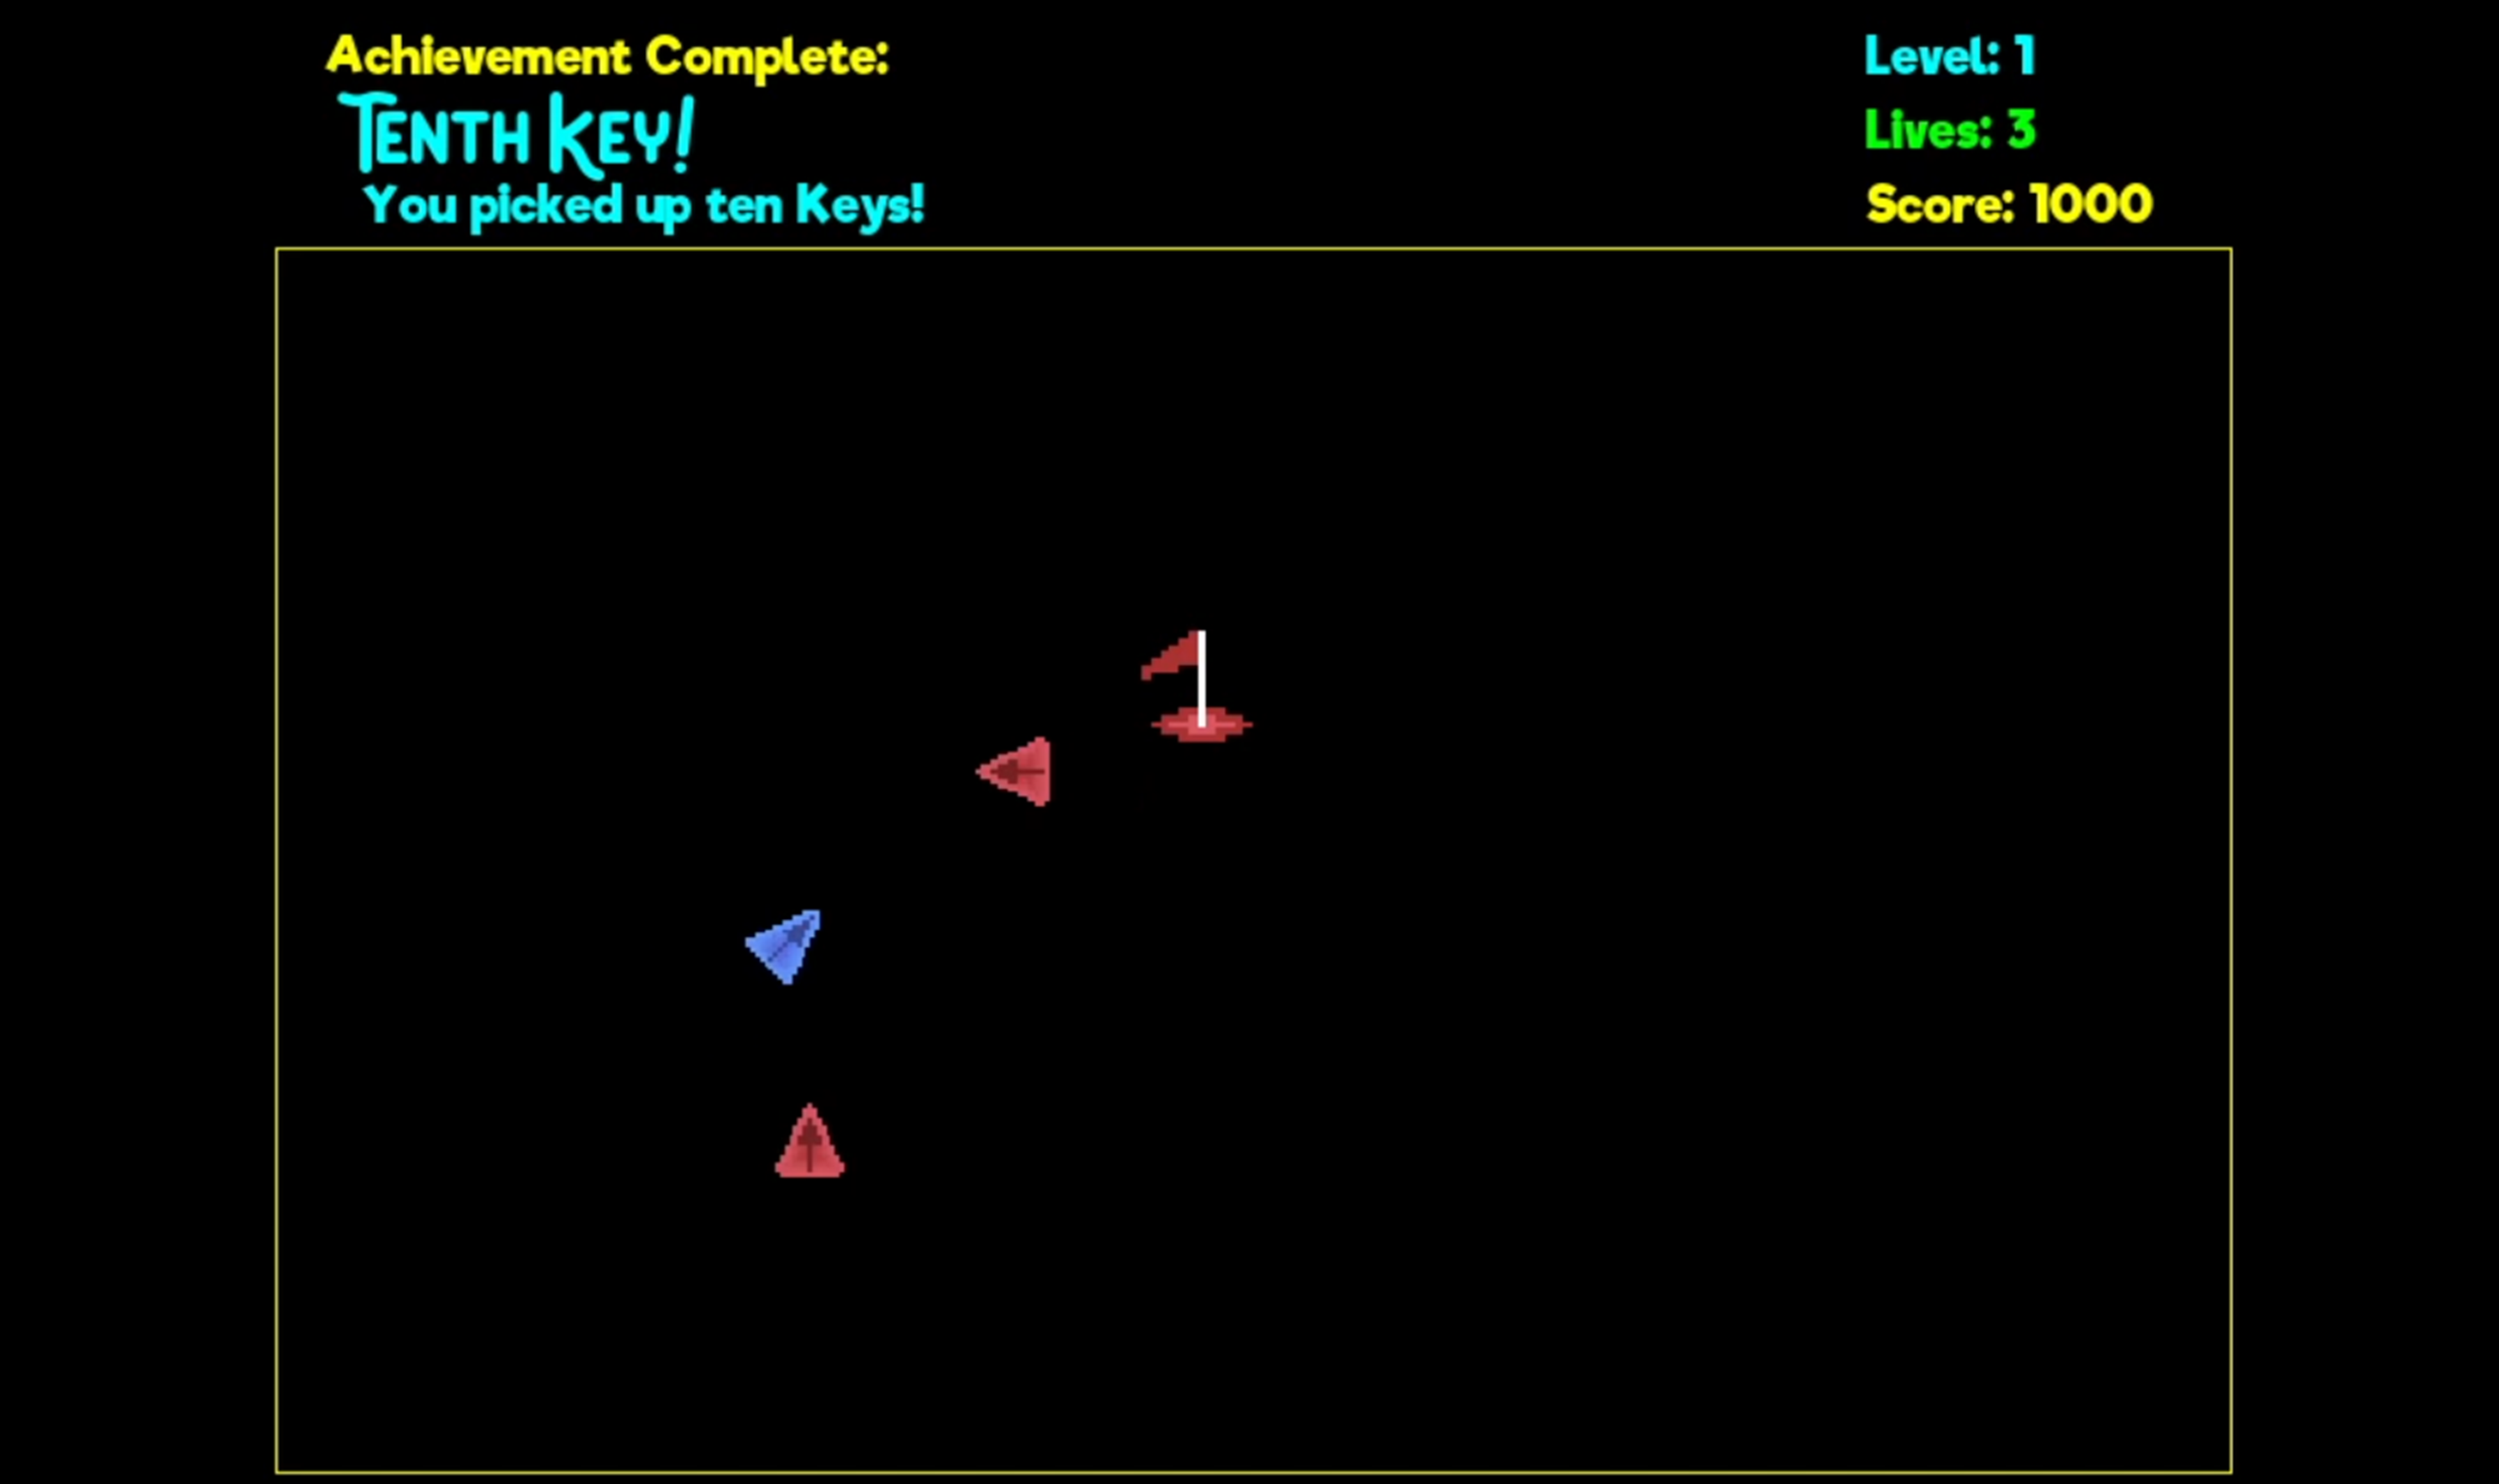 Achievement Complete:
TENTH KEY!
You picked up ten Keys!
Level: 1
Lives: 3
Score: 1000